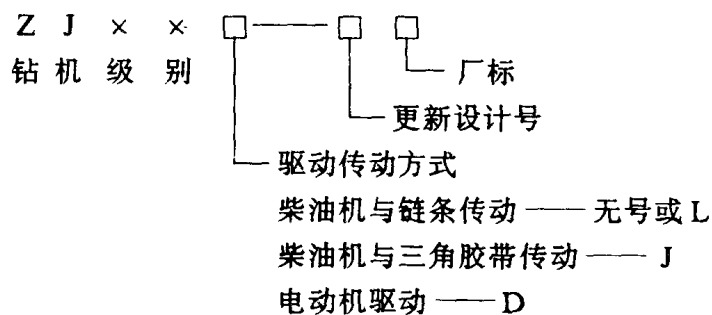 Z J × × □——□ □
钻机级别
厂标
更新设计号
驱动传动方式
柴油机与链条传动——无号或 L
柴油机与三角胶带传动——J
电动机驱动——D